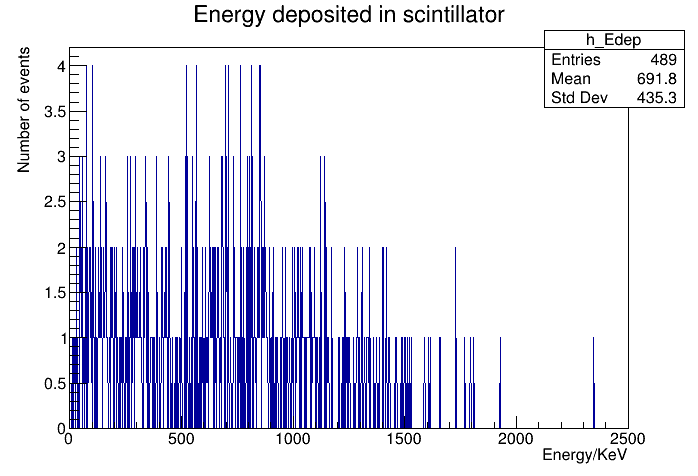 Energy deposited in scintillator
h_Edep
Entries 489
Mean 691.8
Std Dev 435.3
Number of events
4
3.5
3
2.5
2
1.5
1
0.5
0
0 500 1000 1500 2000 2500
Energy/KeV